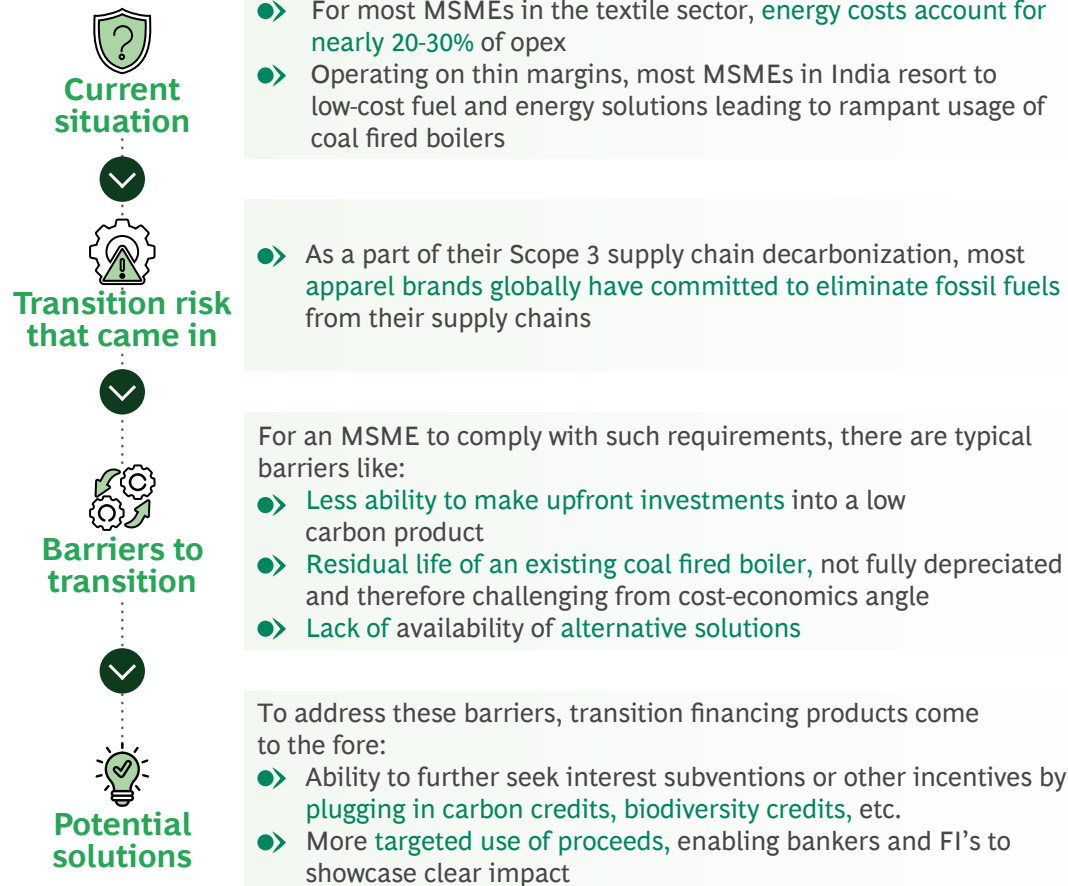 For most MSMEs in the textile sector, energy costs account for
nearly 20-30% of opex
Operating on thin margins, most MSMEs in India resort to
low-cost fuel and energy solutions leading to rampant usage of
coal fired boilers
Current
situation
As a part of their Scope 3 supply chain decarbonization, most
apparel brands globally have committed to eliminate fossil fuels
from their supply chains
Transition risk
that came in
For an MSME to comply with such requirements, there are typical
barriers like:
Less ability to make upfront investments into a low
carbon product
Residual life of an existing coal fired boiler, not fully depreciated
and therefore challenging from cost-economics angle
Lack of availability of alternative solutions
Barriers to
transition
To address these barriers, transition financing products come
to the fore:
Ability to further seek interest subventions or other incentives by
plugging in carbon credits, biodiversity credits, etc.
More targeted use of proceeds, enabling bankers and FI's to
showcase clear impact
Potential
solutions